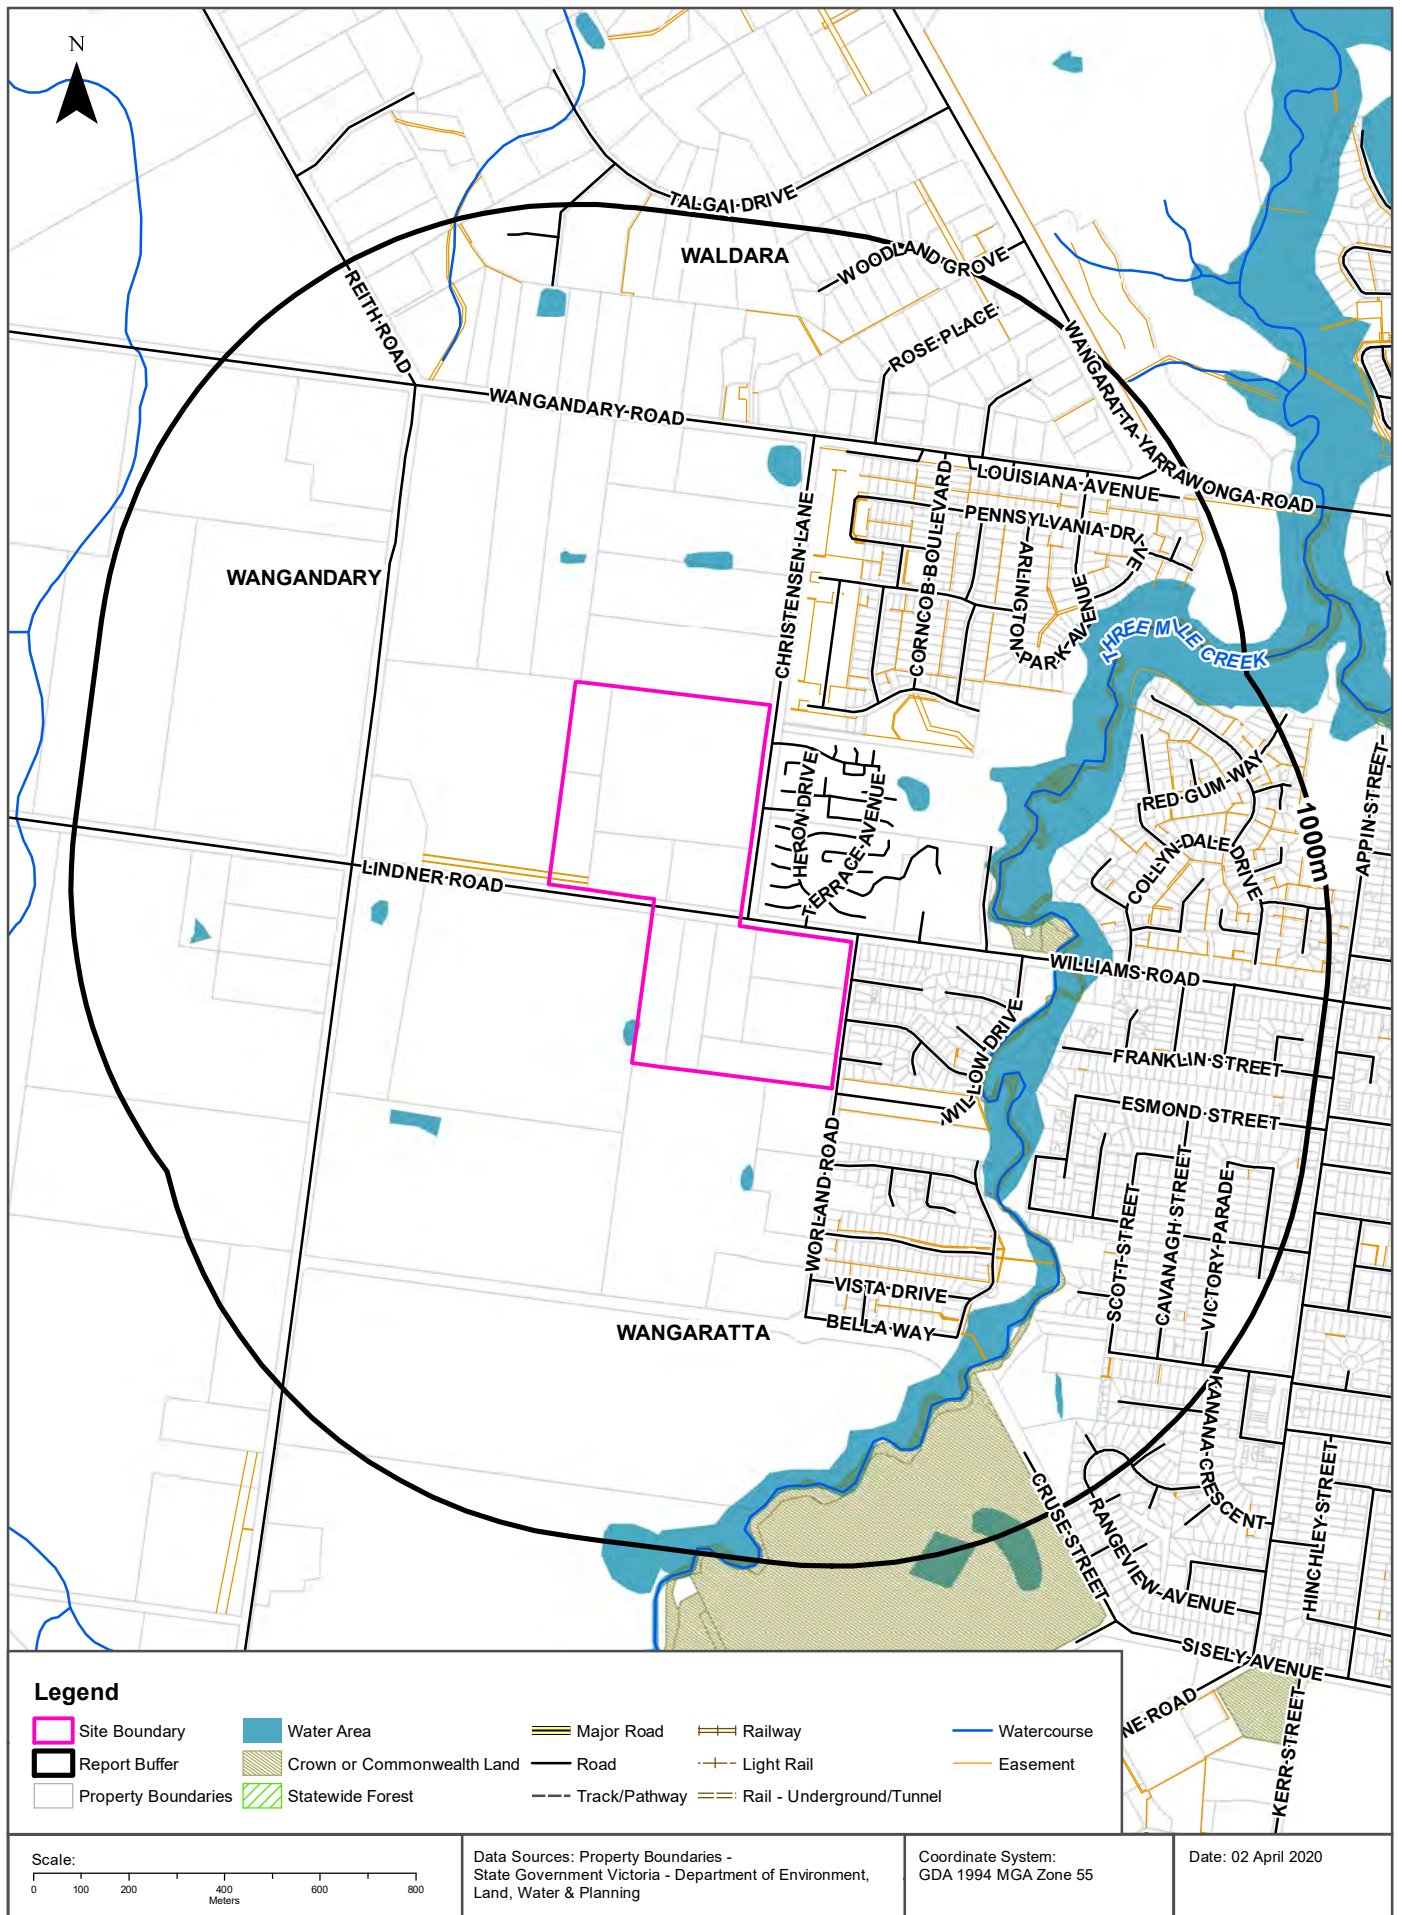 N
TALGAI DRIVE
WALDARA
WOODLAND GROVE
REITH ROAD
ROSE PLACE
WANGARATTA-YARRAWONGA ROAD
WANGANDARY ROAD
LOUISIANA AVENUE
PENNSYLVANIA DRIVE
CHRISTENSEN LANE
CORNCOB BOULEVARD
ARLINGTON
PARK AVENUE
WANGANDARY
THREE MILE CREEK
RED GUM WAY
HERON DRIVE
TERRACE AVENUE
COLLYN DALE DRIVE
1000m
APPIN STREET
LINDNER ROAD
WILLIAMS ROAD
WILLOW DRIVE
FRANKLIN STREET
ESMOND STREET
WORLAND ROAD
SCOTT STREET
CAVANAGH STREET
VICTORY PARADE
VISTA DRIVE
BELLA WAY
WANGARATTA
KANANA CRESCENT
CRUSE STREET
RANGEVIEW AVENUE
HINCHLEY STREET
SISELY AVENUE
NE ROAD
KERR STREET
Legend
Site Boundary
Water Area
Major Road
Railway
Watercourse
Report Buffer
Crown or Commonwealth Land
Road
Light Rail
Easement
Property Boundaries
Statewide Forest
Track/Pathway
Rail - Underground/Tunnel
Scale:
0 100 200 400 600 800
Meters
Data Sources: Property Boundaries -
State Government Victoria - Department of Environment,
Land, Water & Planning
Coordinate System:
GDA 1994 MGA Zone 55
Date: 02 April 2020